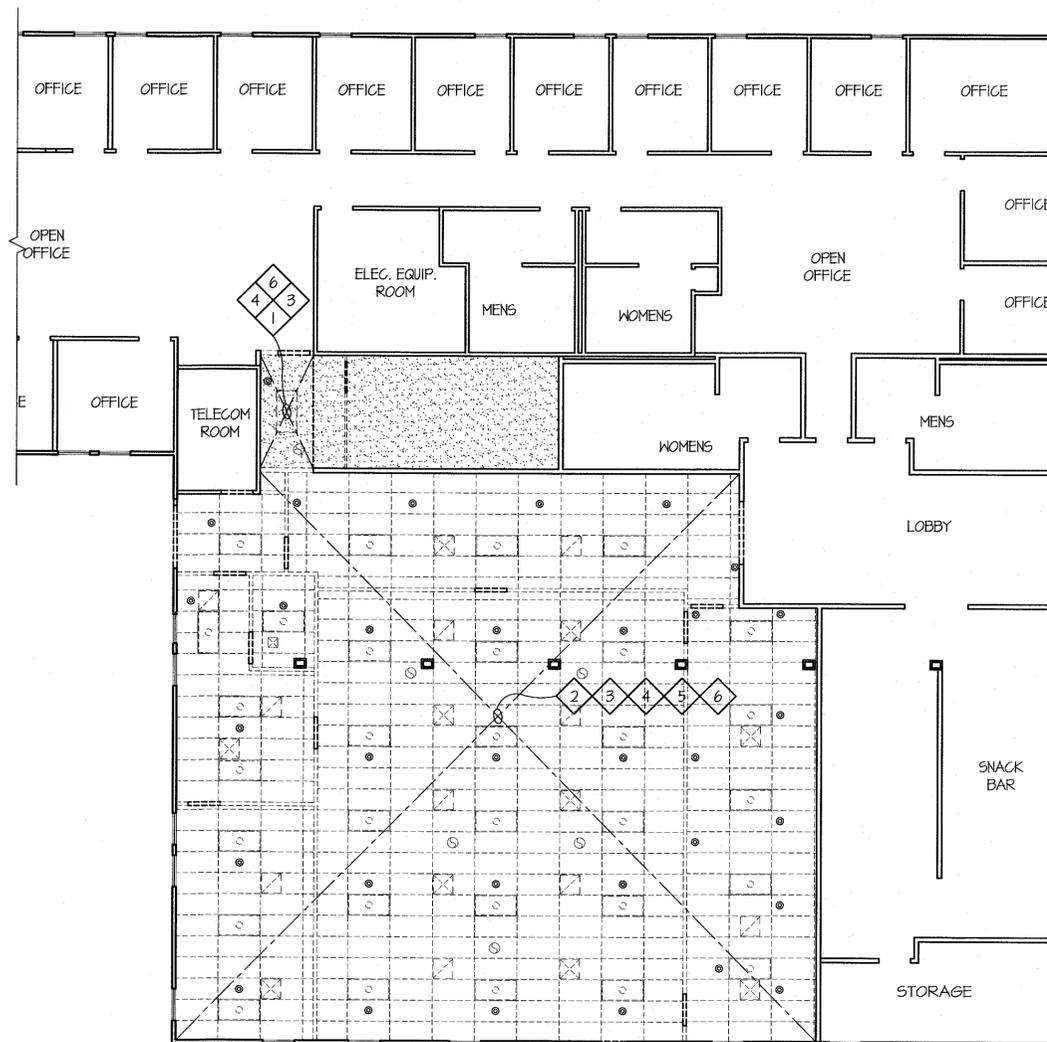 OFFICE
OFFICE
OFFICE
OFFICE
OFFICE
OFFICE
OFFICE
OFFICE
OFFICE
OFFICE
OFFICE
OPEN
OFFICE
OPEN
OFFICE
6
4 3
1
ELEC. EQUIP.
ROOM
MENS
WOMENS
OFFICE
E
OFFICE
TELECOM
ROOM
WOMENS
MENS
LOBBY
2 3 4 5 6
SNACK
BAR
STORAGE